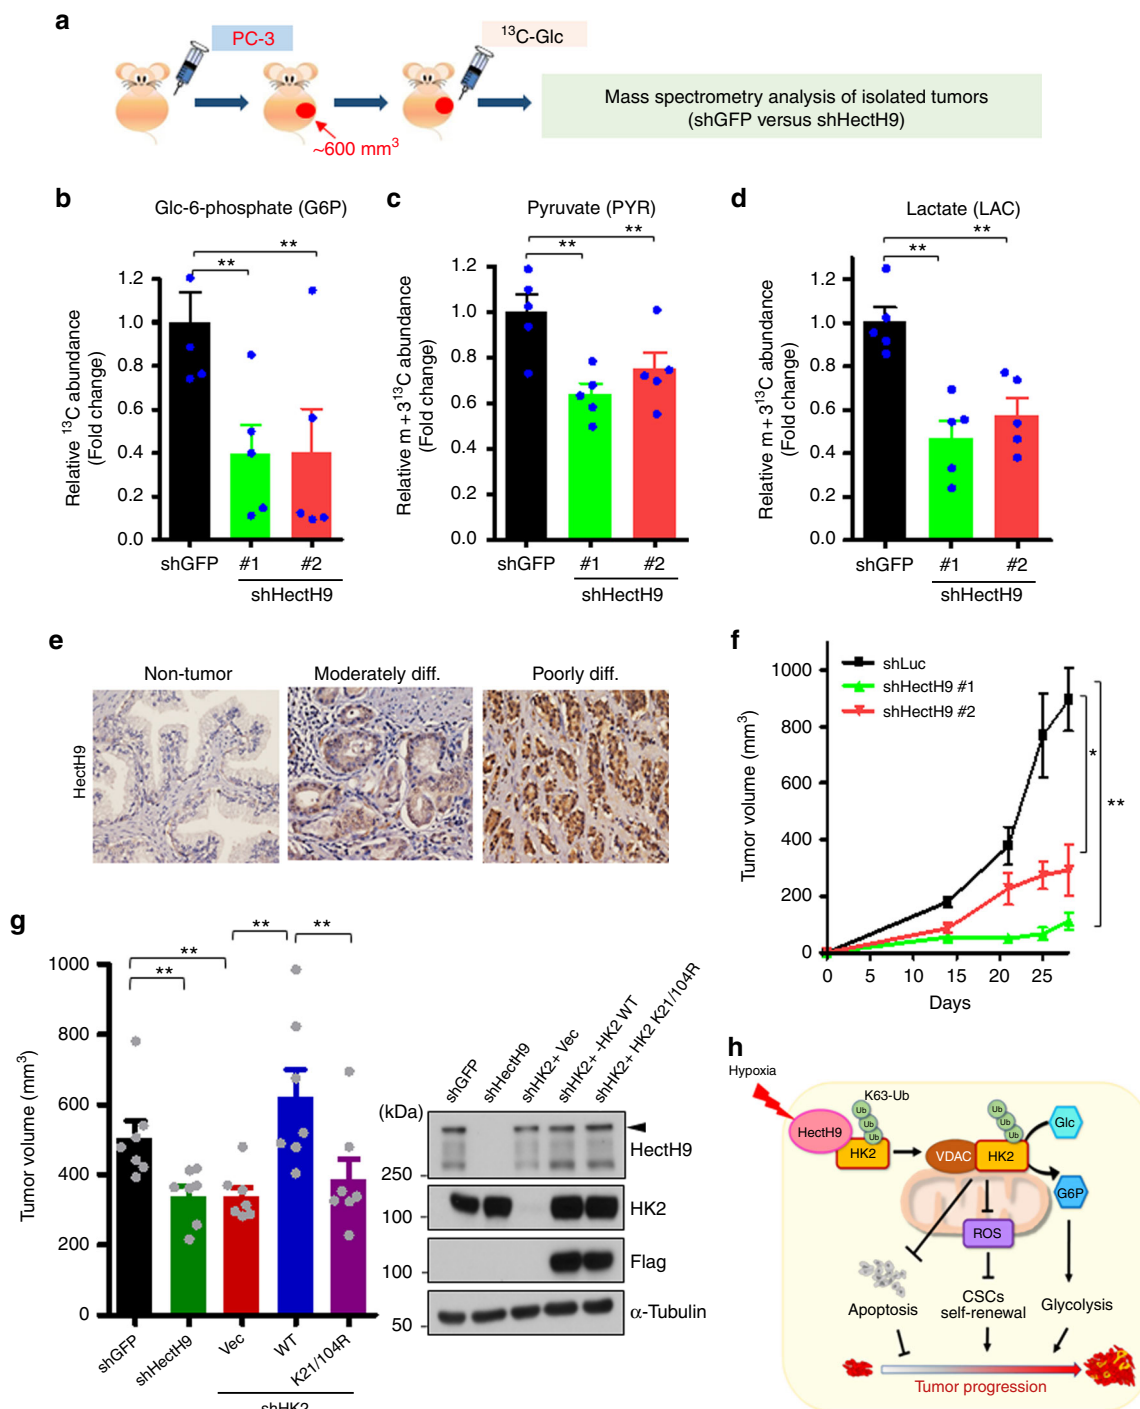 a
PC-3
13C-Glc
~600 mm3
Mass spectrometry analysis of isolated tumors
(shGFP versus shHectH9)
b
Glc-6-phosphate (G6P)
**
**
Relative 13C abundance
(Fold change)
1.2
1.0
0.8
0.6
0.4
0.2
0.0
shGFP
#1
#2
shHectH9
c
Pyruvate (PYR)
**
**
Relative m + 3 13C abundance
(Fold change)
1.2
1.0
0.8
0.6
0.4
0.2
0.0
shGFP
#1
#2
shHectH9
d
Lactate (LAC)
**
**
Relative m + 3 13C abundance
(Fold change)
1.2
1.0
0.8
0.6
0.4
0.2
0.0
shGFP
#1
#2
shHectH9
e
Non-tumor
Moderately diff.
Poorly diff.
HectH9
f
shLuc
shHectH9 #1
shHectH9 #2
Tumor volume (mm3)
1000
800
600
400
200
0
0
5
10
15
20
25
Days
*
**
g
**
**
**
**
Tumor volume (mm3)
1000
800
600
400
200
0
shGFP
shHectH9
Vec
WT
K21/104R
shHK2
shGFP
shHectH9
shHK2+ Vec
shHK2+ -HK2 WT
shHK2+ HK2 K21/104R
(kDa)
250
100
100
50
HectH9
HK2
Flag
α-Tubulin
h
Hypoxia
K63-Ub
Ub
Ub
Ub
HectH9
HK2
Ub
Ub
Ub
VDAC
HK2
Glc
G6P
ROS
Apoptosis
CSCs
self-renewal
Glycolysis
Tumor progression